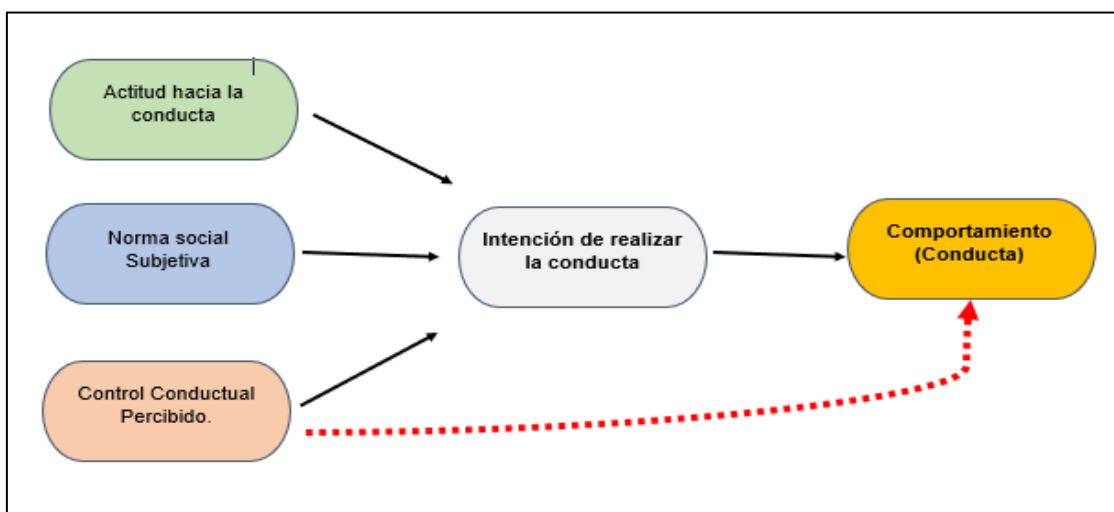 Actitud hacia la
conducta
Norma social
Subjetiva
Control Conductual
Percibido.
Intención de realizar
la conducta
Comportamiento
(Conducta)